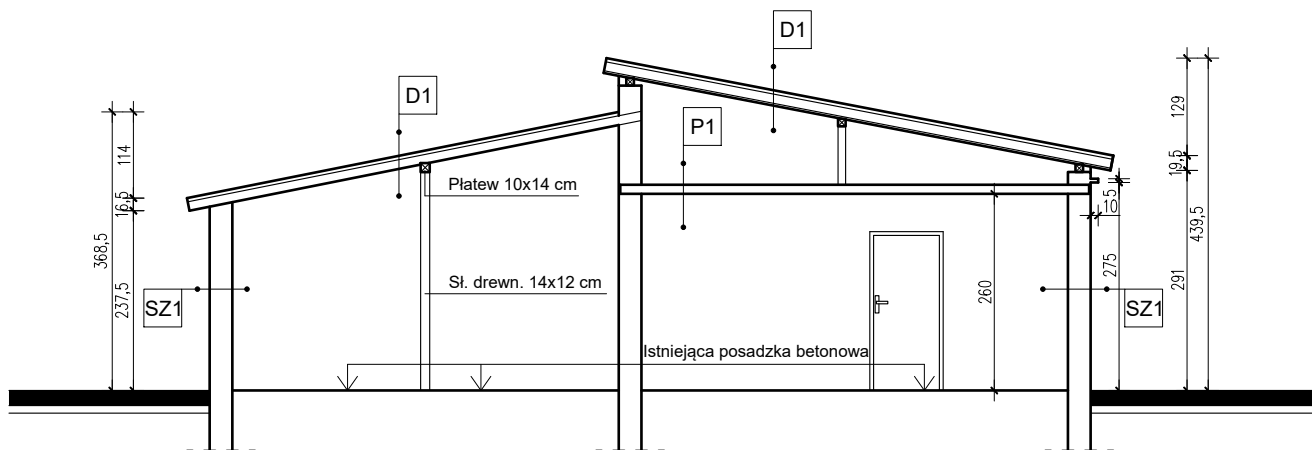 D1
D1
P1
Płatew 10x14 cm
Sł. drewn. 14x12 cm
SZ1
SZ1
Istniejąca posadzka betonowa
368,5
114
16,5
237,5
260
10
5
275
129
19,5
291
439,5